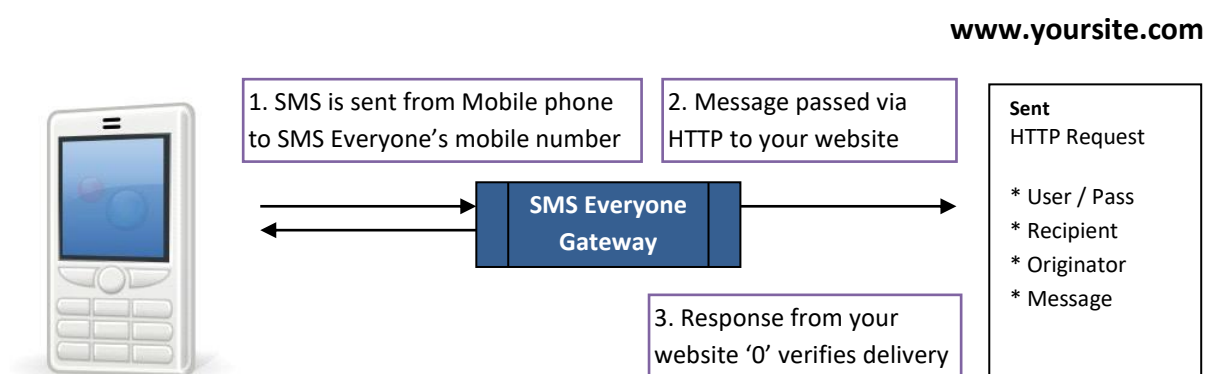 www.yoursite.com
1. SMS is sent from Mobile phone
to SMS Everyone’s mobile number
2. Message passed via
HTTP to your website
SMS Everyone
Gateway
3. Response from your
website ‘0’ verifies delivery
Sent
HTTP Request
* User / Pass
* Recipient
* Originator
* Message